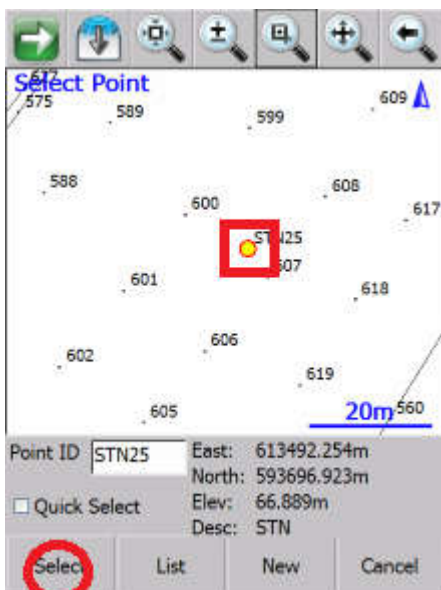 617
Select Point
575
589
599
609
588
600
608
617
STN25
607
601
618
606
602
619
605
20m
560
Point ID STN25 East: 613492.254m
North: 593696.923m
Quick Select Elev: 66.889m
Desc: STN
Select List New Cancel